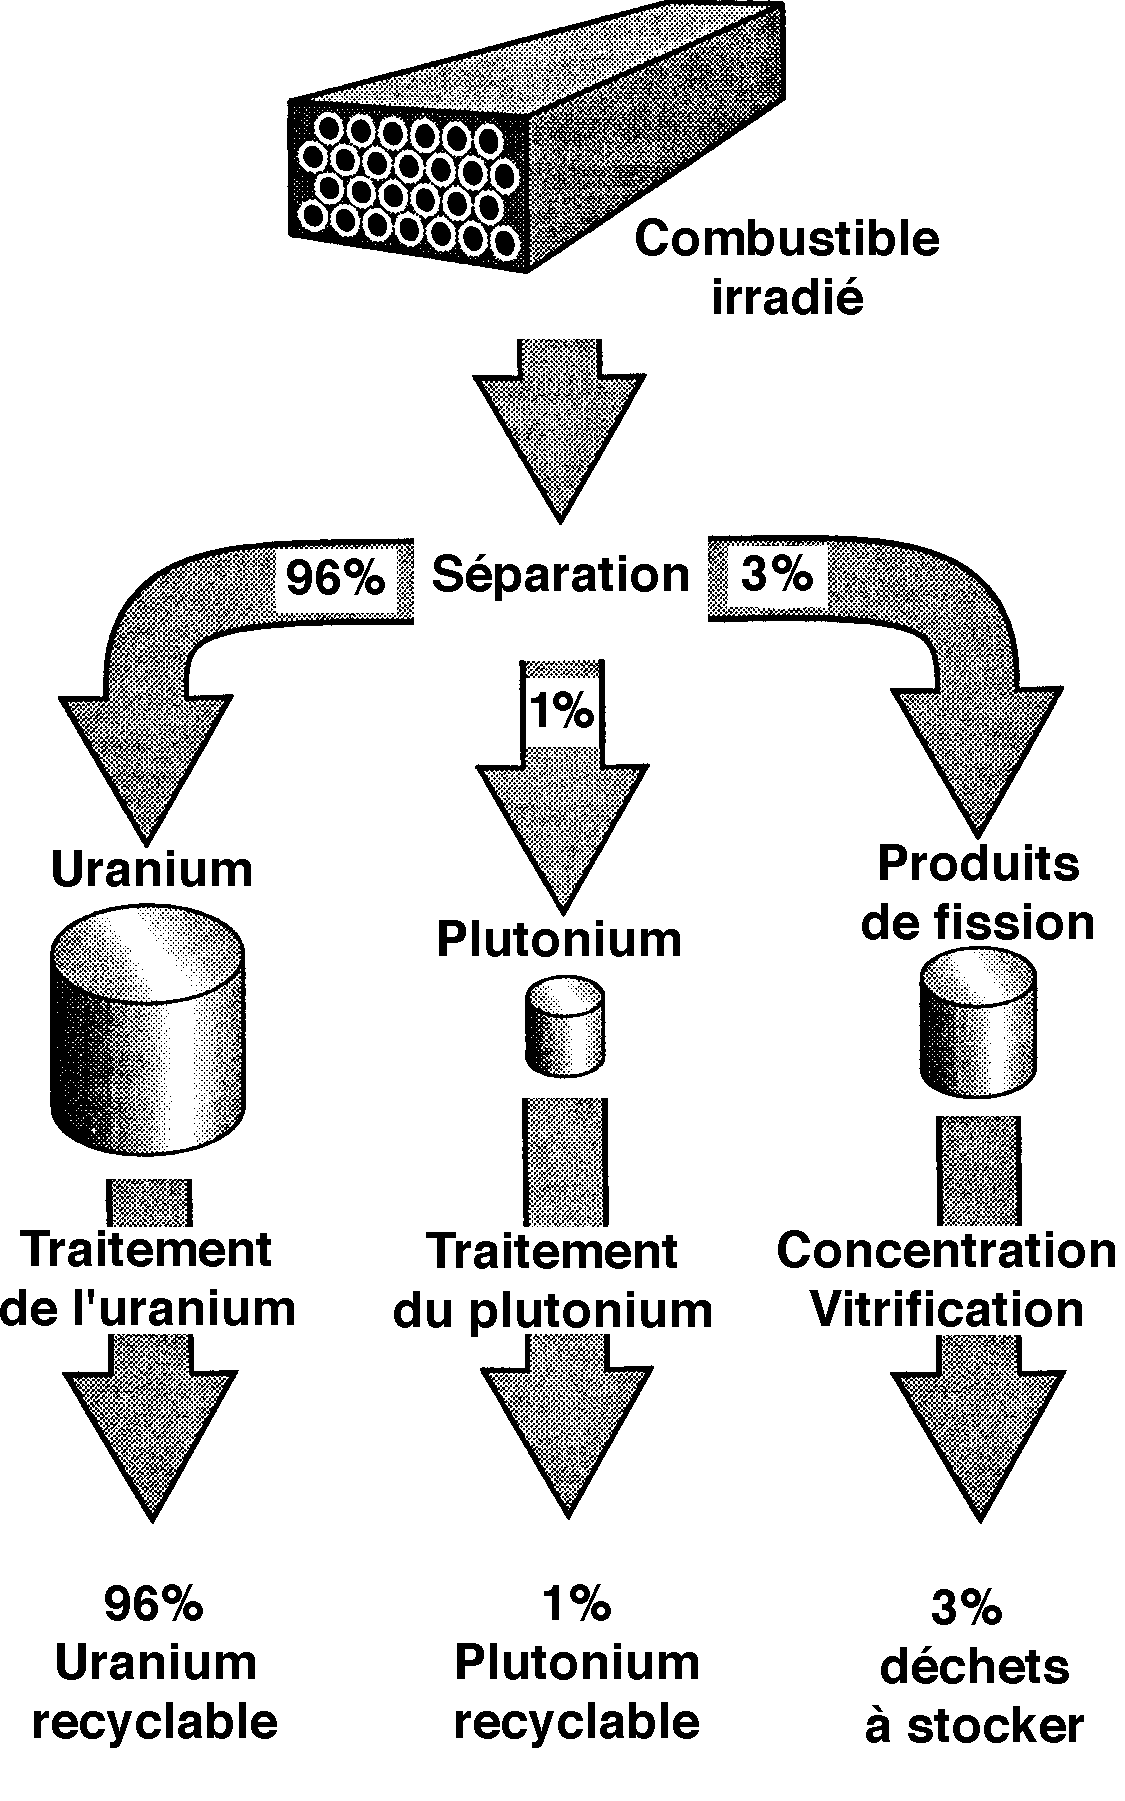 Combustible
irradié
96%
Séparation
3%
1%
Uranium
Plutonium
Produits
de fission
Traitement
de l'uranium
Traitement
du plutonium
Concentration
Vitrification
96%
Uranium
recyclable
1%
Plutonium
recyclable
3%
déchets
à stocker